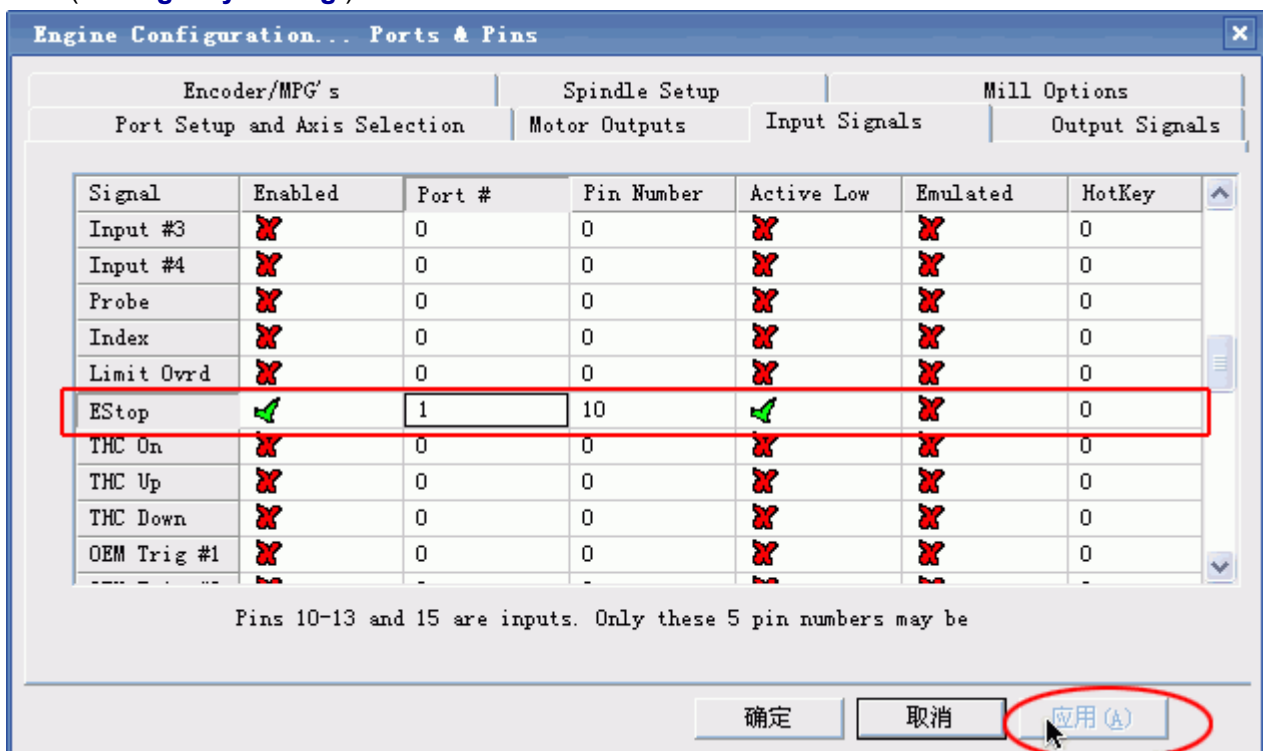 Engine Configuration... Ports & Pins
Encoder/MPG's Spindle Setup Mill Options
Port Setup and Axis Selection Motor Outputs Input Signals Output Signals
Signal Enabled Port # Pin Number Active Low Emulated HotKey
Input #3 0 0 0
Input #4 0 0 0
Probe 0 0 0
Index 0 0 0
Limit Ovrd 0 0 0
EStop 1 10 0
THC On 0 0 0
THC Up 0 0 0
THC Down 0 0 0
OEM Trig #1 0 0 0
Pins 10-13 and 15 are inputs. Only these 5 pin numbers may be
确定 取消 应用(A)